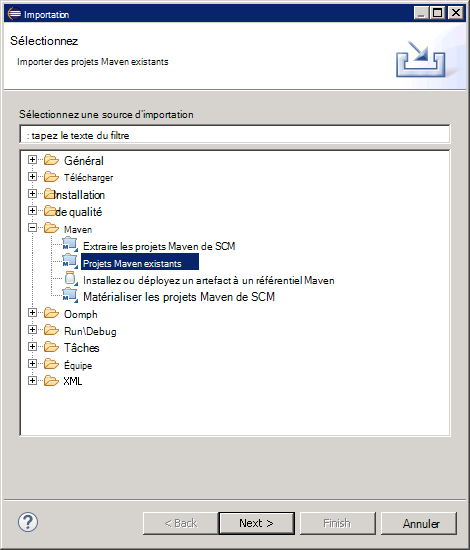 Importation
Sélectionnez
Importer des projets Maven existants
Sélectionnez une source d'importation
: tapez le texte du filtre
Général
Télécharger
Installation
de qualité
Maven
Extraire les projets Maven de SCM
Projets Maven existants
Installez ou déployez un artefact à un référentiel Maven
Matérialiser les projets Maven de SCM
Oomph
Run\Debug
Tâches
Équipe
XML
? < Back Next > Finish Annuler